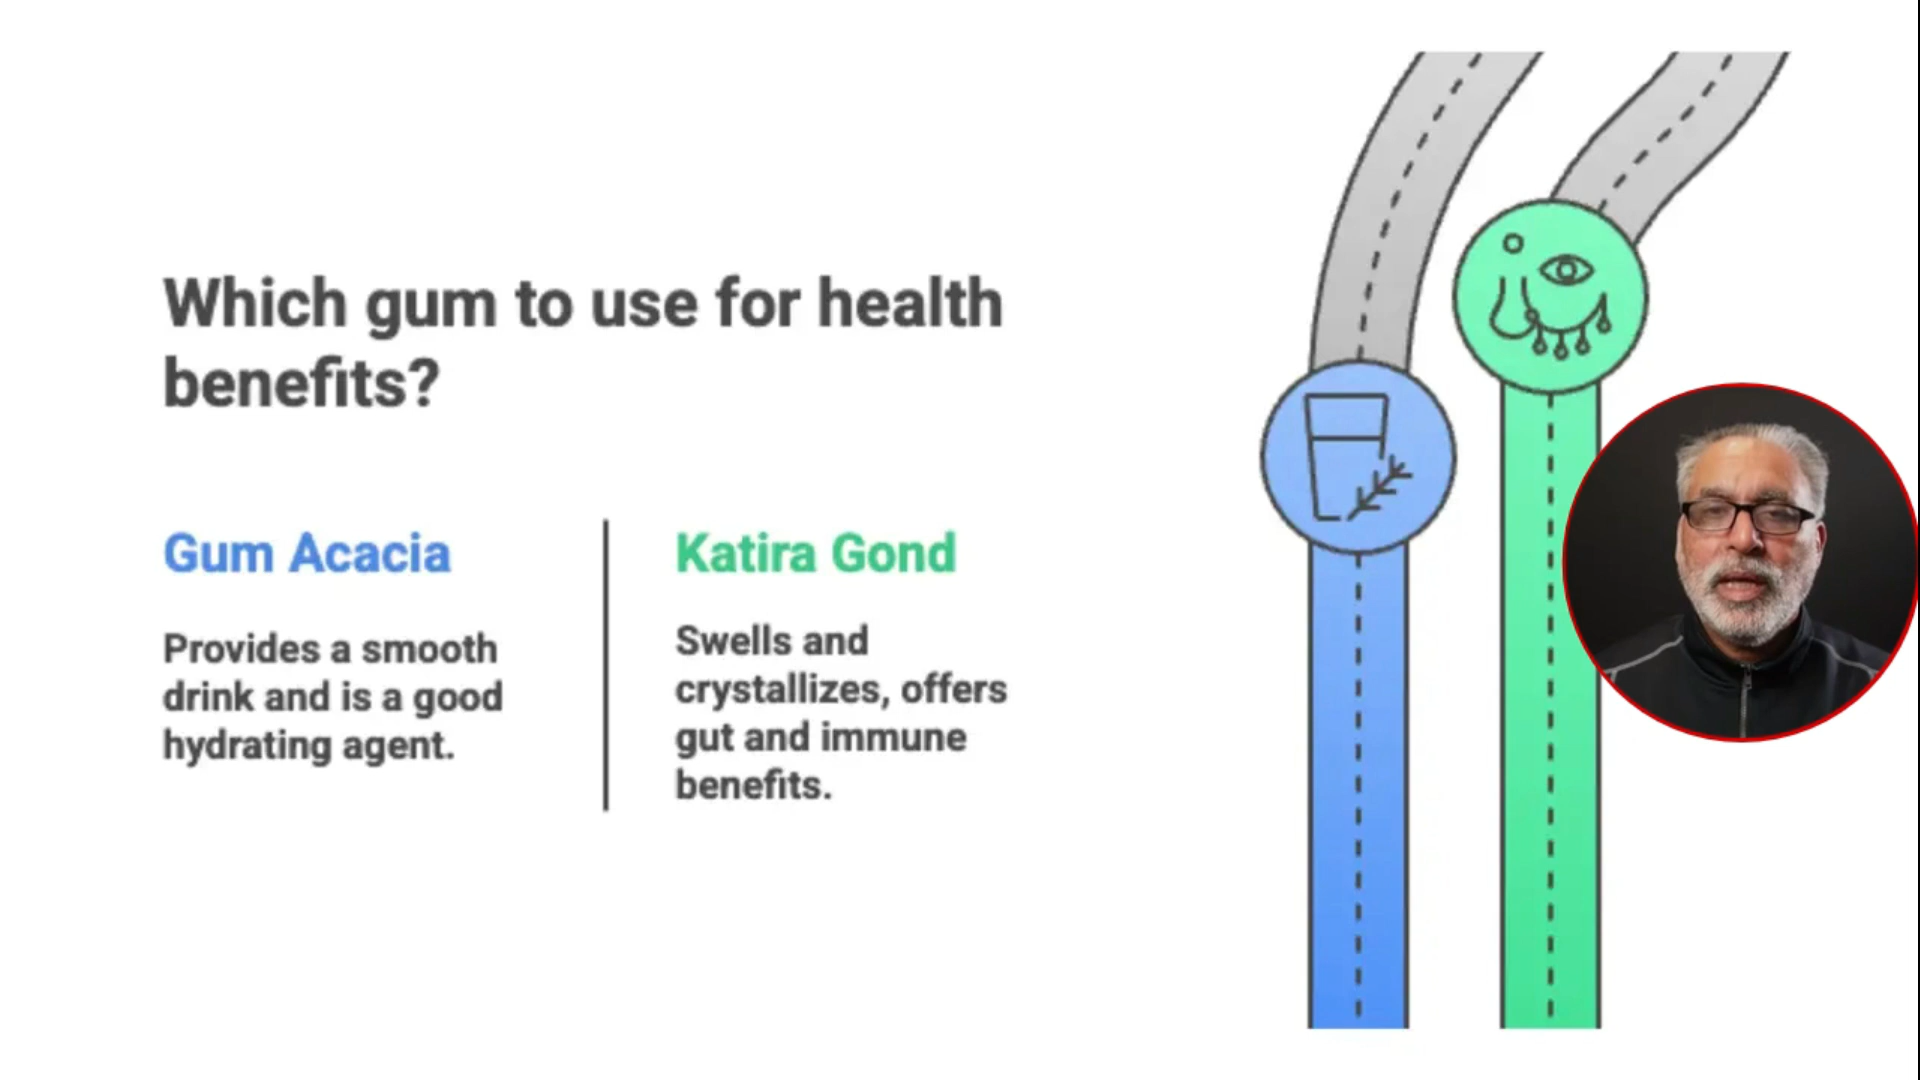 Which gum to use for health
benefits?
Gum Acacia
Provides a smooth
drink and is a good
hydrating agent.
Katira Gond
Swells and
crystallizes, offers
gut and immune
benefits.